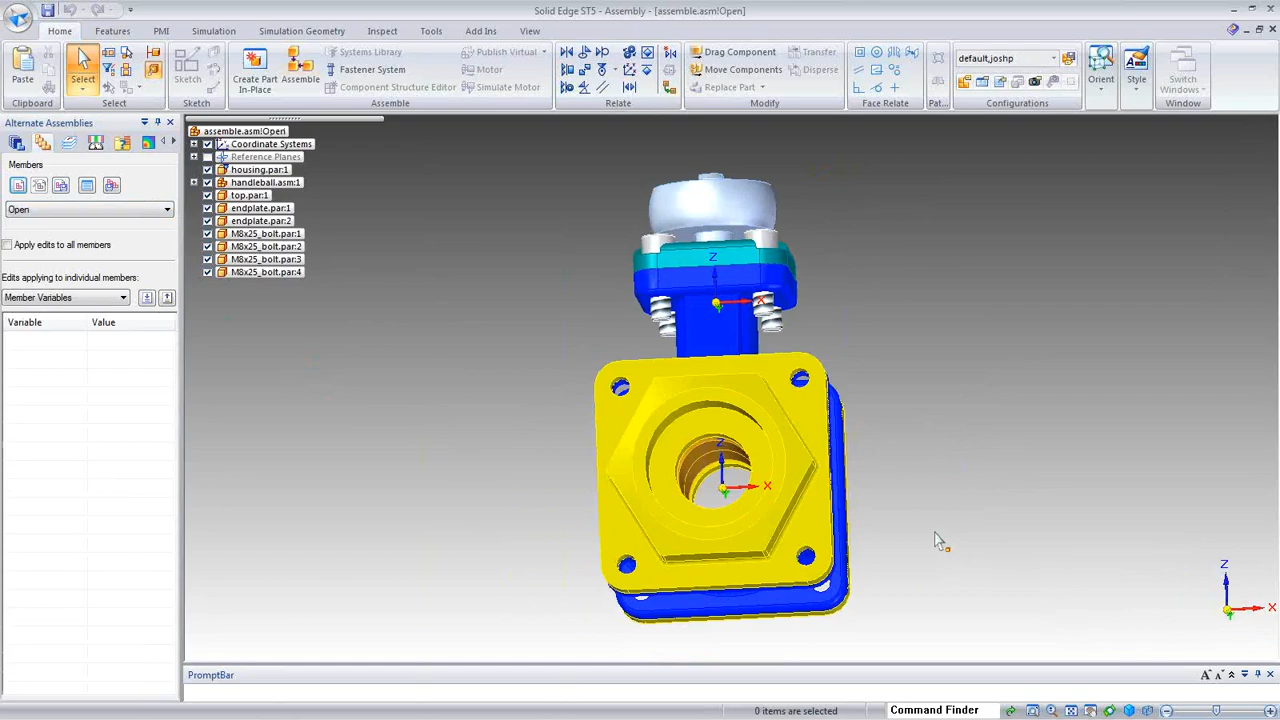 Solid Edge ST5 - Assembly - [assemble.asm!Open]
Home Features PMI Simulation Simulation Geometry Inspect Tools Add Ins View
Paste
Clipboard
Select
Select
Sketch
Sketch
Create Part
In-Place
Assemble
Systems Library
Fastener System
Component Structure Editor
Publish Virtual
Motor
Simulate Motor
Assemble
Relate
Drag Component
Move Components
Replace Part
Transfer
Disperse
Modify
Face Relate
Pat...
default,joshp
Configurations
Orient
Style
Switch
Windows
Window
Alternate Assemblies
Members
Open
Apply edits to all members
Edits applying to individual members:
Member Variables
Variable Value
assemble.asm!Open
Coordinate Systems
Reference Planes
housing.par:1
handleball.asm:1
top.par:1
endplate.par:1
endplate.par:2
M8x25_bolt.par:1
M8x25_bolt.par:2
M8x25_bolt.par:3
M8x25_bolt.par:4
Z
X
Z
X
Z
X
PromptBar
0 items are selected
Command Finder